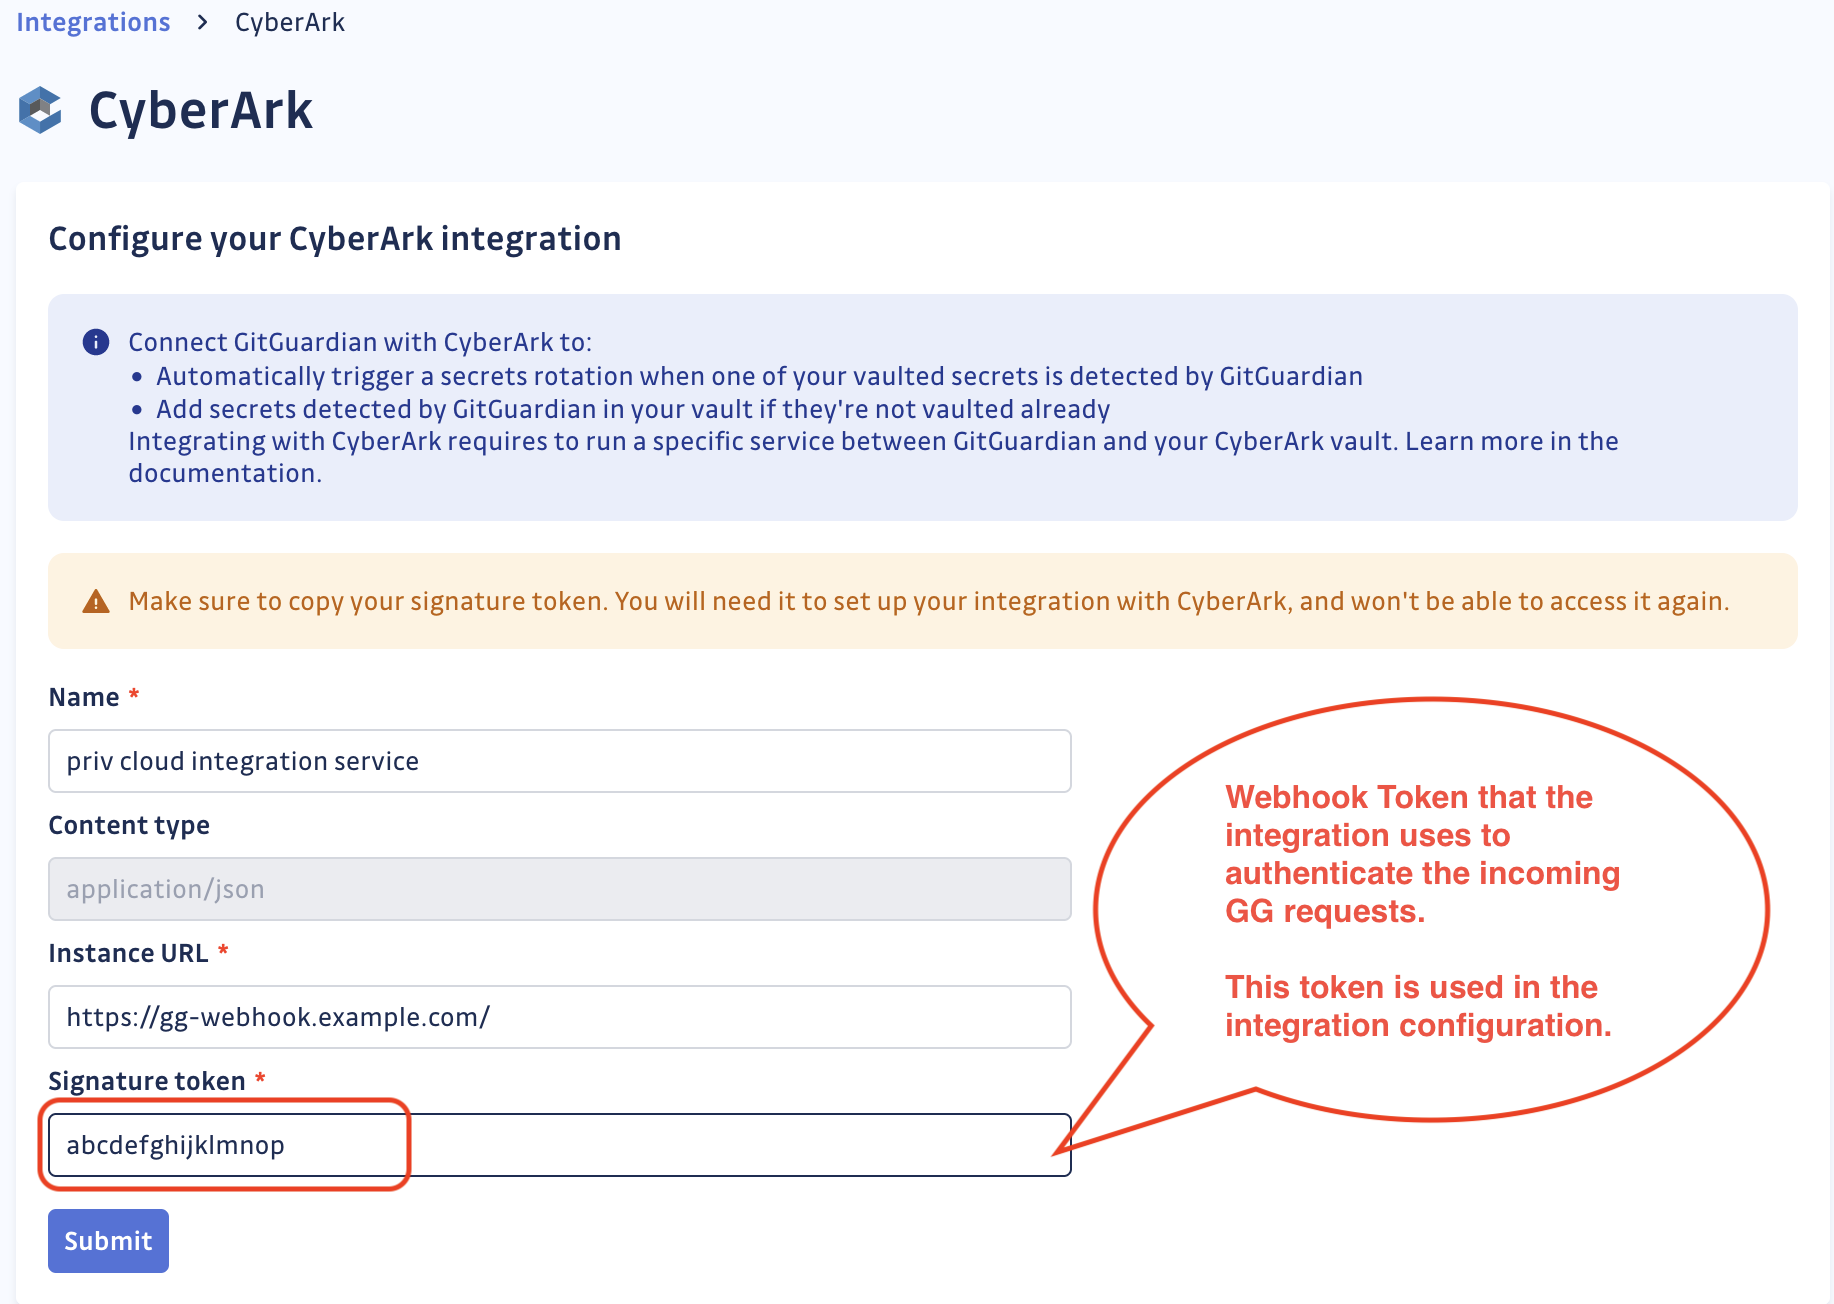 Integrations > CyberArk
CyberArk
Configure your CyberArk integration
Connect GitGuardian with CyberArk to:
• Automatically trigger a secrets rotation when one of your vaulted secrets is detected by GitGuardian
• Add secrets detected by GitGuardian in your vault if they're not vaulted already
Integrating with CyberArk requires to run a specific service between GitGuardian and your CyberArk vault. Learn more in the
documentation.
Make sure to copy your signature token. You will need it to set up your integration with CyberArk, and won't be able to access it again.
Name *
priv cloud integration service
Content type
application/json
Instance URL *
https://gg-webhook.example.com/
Signature token *
abcdefghijklmnop
Submit
Webhook Token that the
integration uses to
authenticate the incoming
GG requests.
This token is used in the
integration configuration.